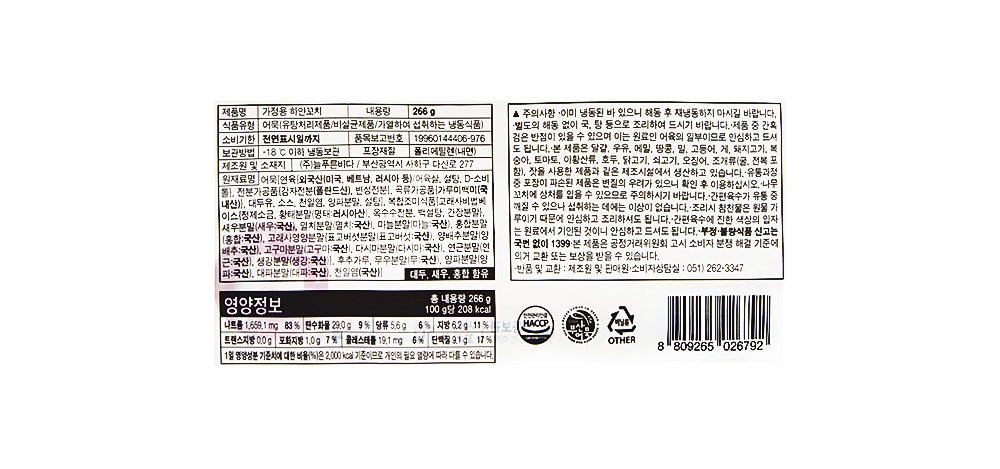 제품명 가정용 하얀꼬치 내용량 266 g
식품유형 어묵(유탕처리제품/비살균제품/가열하여 섭취하는 냉동식품)
소비기한 전면표시일까지 품목보고번호 19960144406-976
보관방법 -18 ℃ 이하 냉동보관 포장재질 폴리에틸렌(내면)
제조원 및 소재지 (주)늘푸른바다 / 부산광역시 사하구 다산로 277
원재료명 어묵[연육{외국산(미국, 베트남, 러시아 등)/어육살, 설탕, D-소비
톨}, 전분가공품{감자전분(폴란드산), 변성전분}, 곡류가공품{가루미백미(국
내산)}, 대두유, 소스, 천일염, 양파분말, 설탕], 복합조미식품[고래사비법베
이스{정제소금, 황태분말(명태:러시아산), 옥수수전분, 백설탕, 간장분말},
새우분말(새우:국산), 멸치분말(멸치:국산), 마늘분말(마늘:국산), 홍합분말
(홍합:국산), 고래사영양분말{표고버섯분말(표고버섯:국산), 양배추분말(양
배추:국산), 고구마분말(고구마:국산), 다시마분말(다시마:국산), 연근분말(연
근:국산), 생강분말(생강:국산)}, 후추가루, 무우분말(무:국산), 양파분말(양
파:국산), 대파분말(대파:국산), 천일염(국산)]
대두, 새우, 홍합 함유
영양정보
총 내용량 266 g
100 g당 208 kcal
나트륨 1,659.1 mg 83 % 탄수화물 29.0 g 9 % 당류 5.6 g 6 % 지방 6.2 g 11 %
트랜스지방 0.0 g 포화지방 1.0 g 7 % 콜레스테롤 19.1 mg 6 % 단백질 9.1 g 17 %
1일 영양성분 기준치에 대한 비율(%)은 2,000 kcal 기준이므로 개인의 필요 열량에 따라 다를 수 있습니다.
▲ 주의사항 ·이미 냉동된 바 있으니 해동 후 재냉동하지 마시길 바랍니다.
·별도의 해동 없이 국, 탕 등으로 조리하여 드시기 바랍니다.·제품 중 간혹
검은 반점이 있을 수 있으며 이는 원료인 어육의 일부이므로 안심하고 드셔
도 됩니다.·본 제품은 달걀, 우유, 메밀, 땅콩, 밀, 고등어, 게, 돼지고기, 복
숭아, 토마토, 아황산류, 호두, 닭고기, 쇠고기, 오징어, 조개류(굴, 전복 포
함), 잣을 사용한 제품과 같은 제조시설에서 생산하고 있습니다.·유통과정
중 포장이 파손된 제품은 변질의 우려가 있으니 확인 후 이용하십시오.·나무
꼬치에 상처를 입을 수 있으므로 주의하시기 바랍니다.·간편육수가 유통 중
깨질 수 있으나 섭취하는 데에는 이상이 없습니다.·조리시 침전물은 원물 가
루이기 때문에 안심하고 조리하셔도 됩니다.·간편육수에 진한 색상의 입자
는 원료에서 기인된 것이니 안심하고 드셔도 됩니다.·부정·불량식품 신고는
국번 없이 1399·본 제품은 공정거래위원회 고시 소비자 분쟁 해결 기준에
의거 교환 또는 보상을 받을 수 있습니다.
·반품 및 교환 : 제조원 및 판매원·소비자상담실 : 051) 262-3347
안전관리인증
HACCP
부산어묵
비닐류
OTHER
8 809265 026792